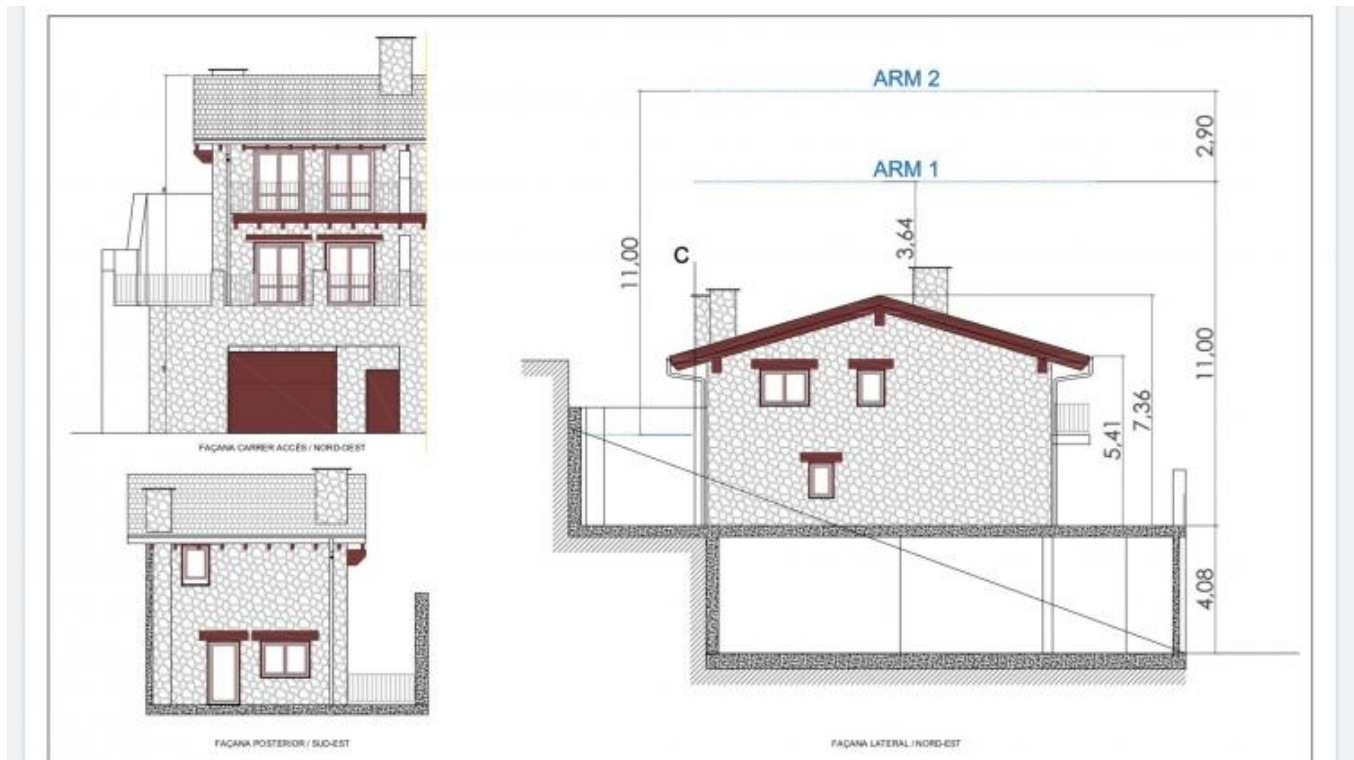 FAÇANA CARRER ACCÉS / NORD-OEST
FAÇANA POSTERIOR / SUD-EST
ARM 2
2,90
ARM 1
3,64
11,00
C
11,00
7,36
5,41
4,08
FAÇANA LATERAL / NORD-EST